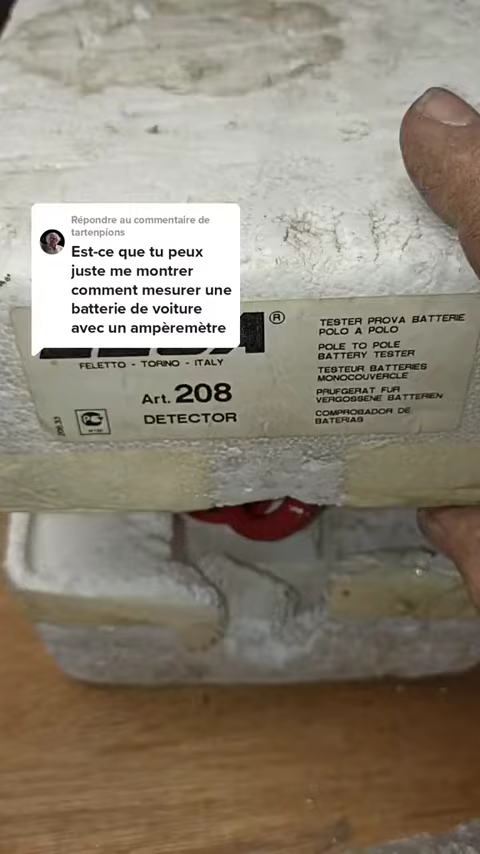 Répondre au commentaire de
tartenpions
Est-ce que tu peux
juste me montrer
comment mesurer une
batterie de voiture
avec un ampèremètre
®
FELETTO - TORINO - ITALY
Art. 208
DETECTOR
TESTER PROVA BATTERIE
POLO A POLO
POLE TO POLE
BATTERY TESTER
TESTEUR BATTERIES
MONOCOUVERCLE
PRUFGERAT FUR
VERGOSSENE BATTERIEN
COMPROBADOR DE
BATERIAS